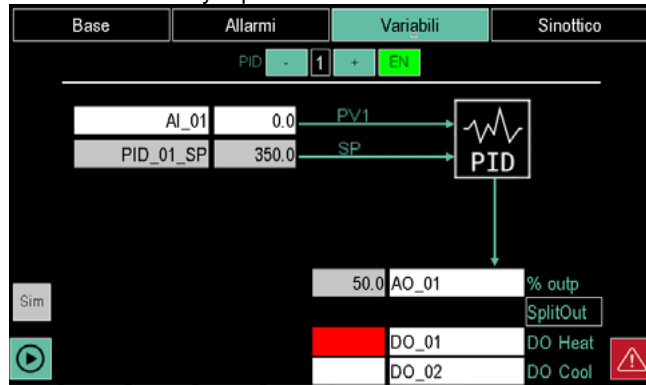 Base Allarmi Variabili Sinottico
PID - 1 + EN
AI_01 0.0 PV1
PID_01_SP 350.0 SP
PID
50.0 AO_01 % outp
Sim
SplitOut
DO_01 DO Heat
DO_02 DO Cool